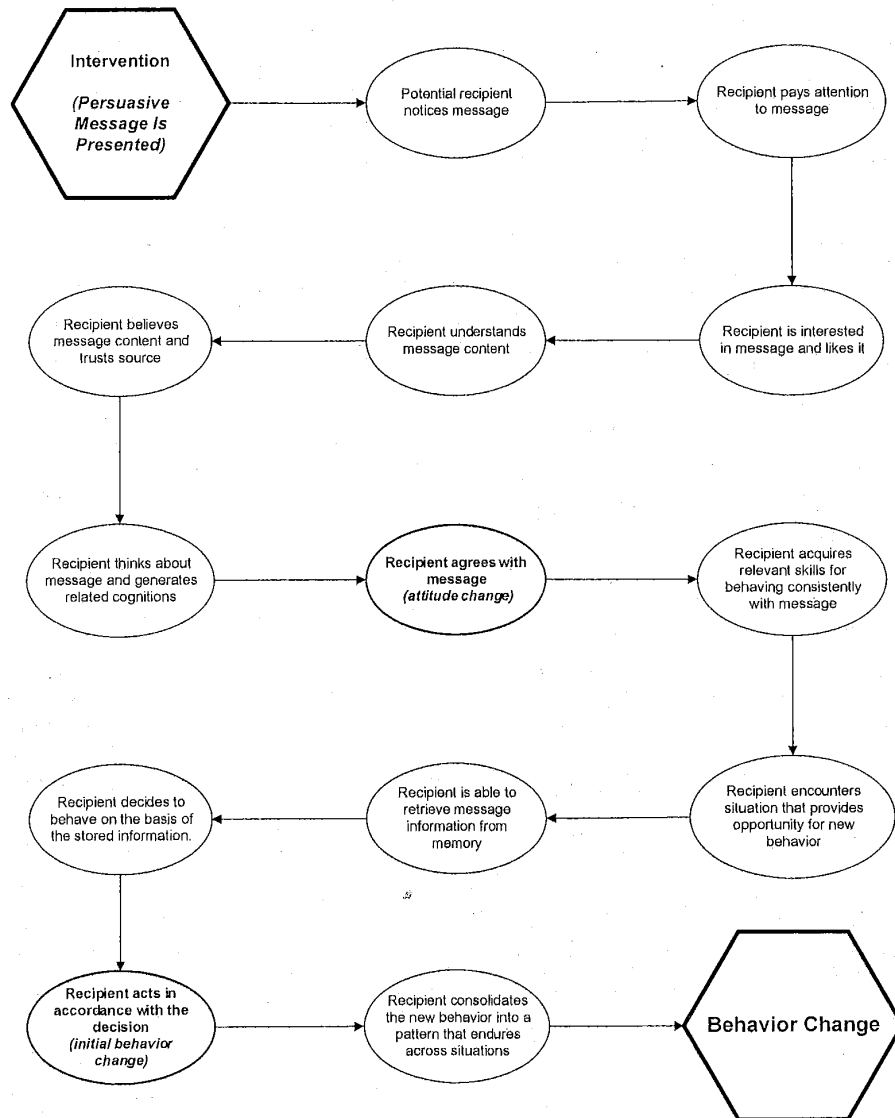 Intervention
(Persuasive
Message Is
Presented)
Potential recipient
notices message
Recipient pays attention
to message
Recipient is interested
in message and likes it
Recipient understands
message content
Recipient believes
message content and
trusts source
Recipient thinks about
message and generates
related cognitions
Recipient agrees with
message
(attitude change)
Recipient acquires
relevant skills for
behaving consistently
with message
Recipient encounters
situation that provides
opportunity for new
behavior
Recipient is able to
retrieve message
information from
memory
Recipient decides to
behave on the basis of
the stored information.
Recipient acts in
accordance with the
decision
(initial behavior
change)
Recipient consolidates
the new behavior into a
pattern that endures
across situations
Behavior Change